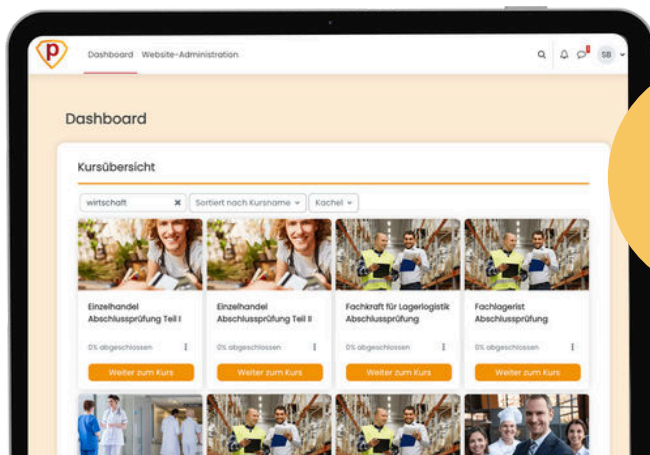 p
Dashboard Website-Administration
SB
Dashboard
Kursübersicht
wirtschaft
Sortiert nach Kursname
Kachel
Einzelhandel
Abschlussprüfung Teil I
0% abgeschlossen
Weiter zum Kurs
Einzelhandel
Abschlussprüfung Teil II
0% abgeschlossen
Weiter zum Kurs
Fachkraft für Lagerlogistik
Abschlussprüfung
0% abgeschlossen
Weiter zum Kurs
Fachlagerist
Abschlussprüfung
0% abgeschlossen
Weiter zum Kurs